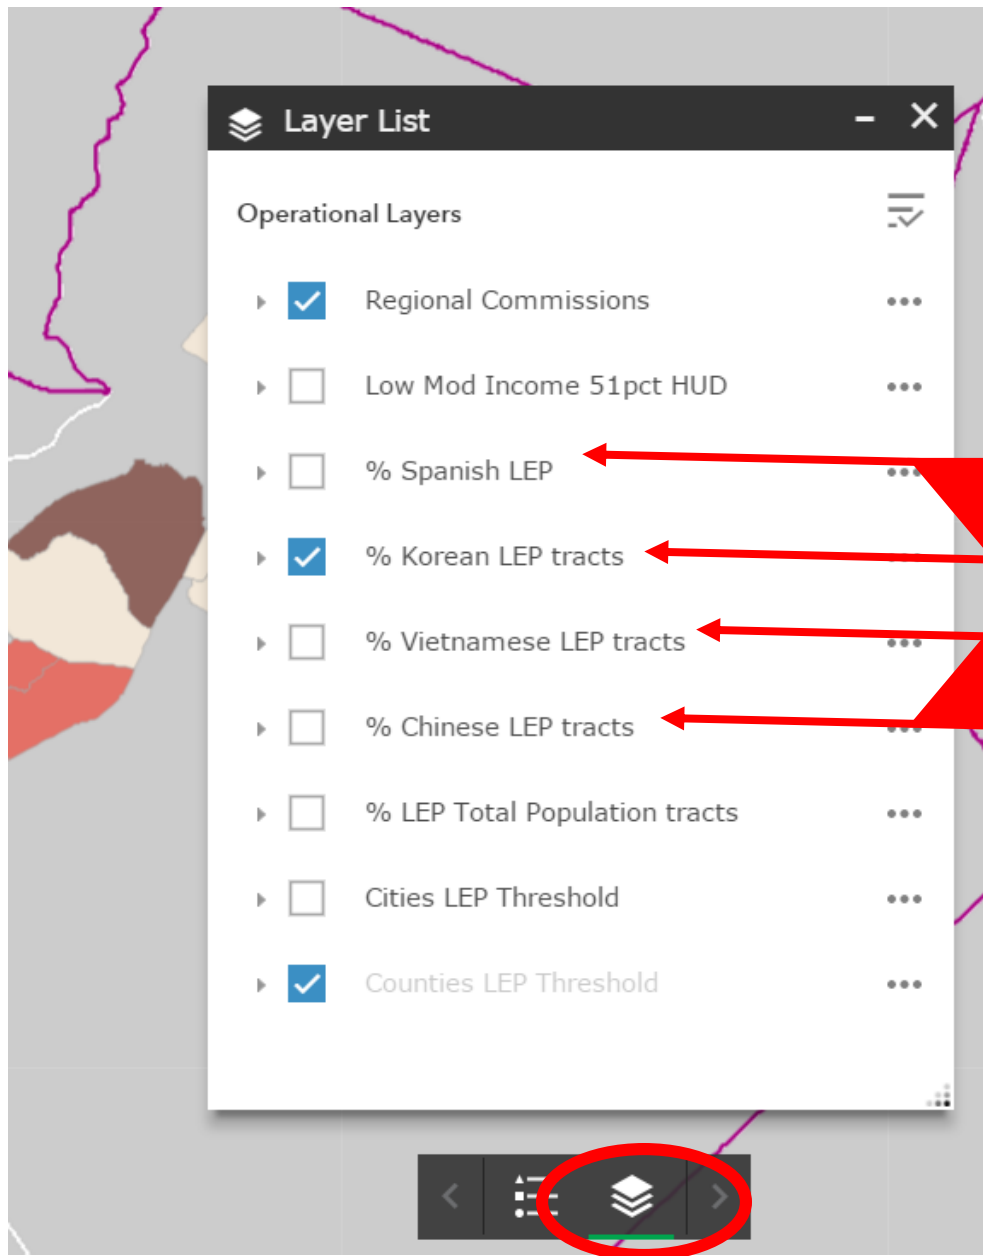 Layer List
Operational Layers
Regional Commissions
Low Mod Income 51pct HUD
% Spanish LEP
% Korean LEP tracts
% Vietnamese LEP tracts
% Chinese LEP tracts
% LEP Total Population tracts
Cities LEP Threshold
Counties LEP Threshold